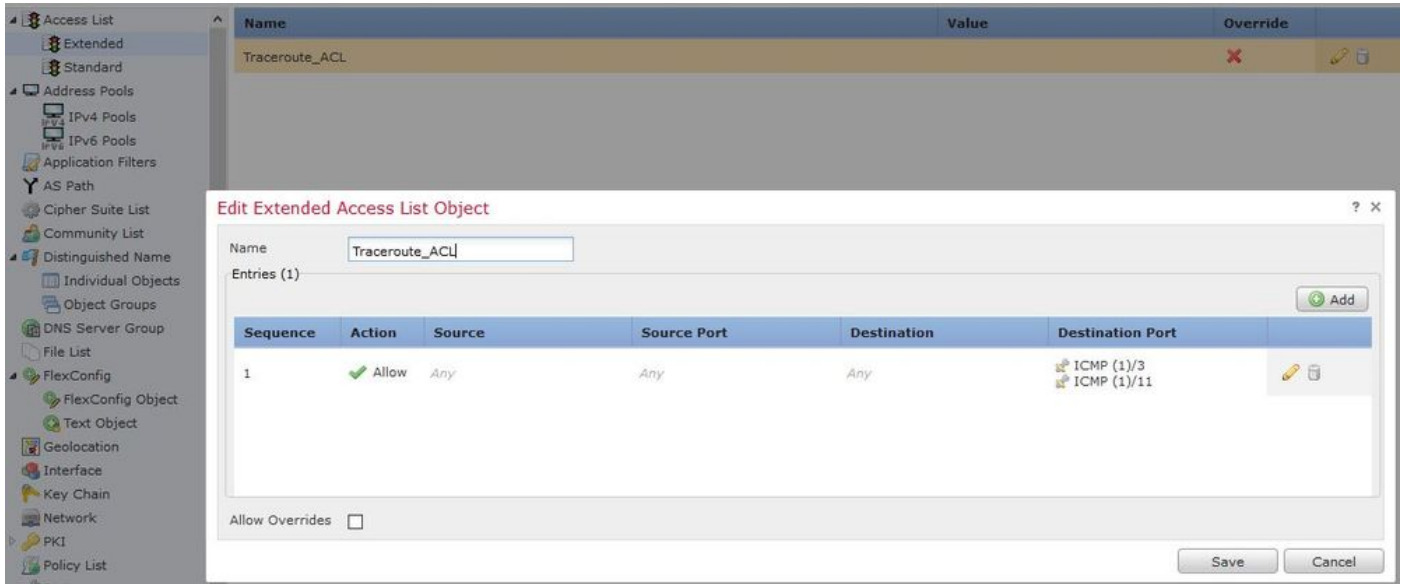 Access List
Extended
Standard
Address Pools
IPv4 Pools
IPv6 Pools
Application Filters
AS Path
Cipher Suite List
Community List
Distinguished Name
Individual Objects
Object Groups
DNS Server Group
File List
FlexConfig
FlexConfig Object
Text Object
Geolocation
Interface
Key Chain
Network
PKI
Policy List
Name Value Override
Traceroute_ACL
Edit Extended Access List Object ? X
Name Traceroute_ACL
Entries (1)
Add
Sequence Action Source Source Port Destination Destination Port
1 Allow Any Any Any ICMP (1)/3
ICMP (1)/11
Allow Overrides
Save Cancel